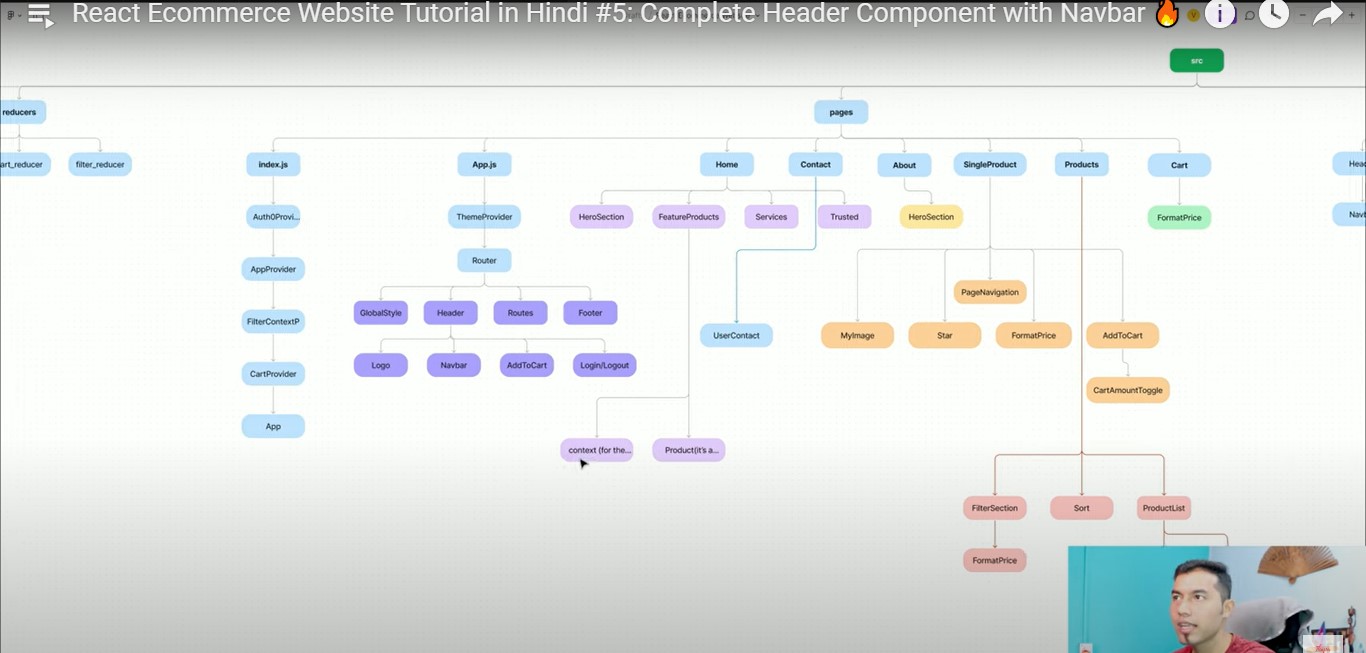 React Ecommerce Website Tutorial in Hindi #5: Complete Header Component with Navbar
src
reducers
pages
art_reducer
filter_reducer
index.js
App.js
Home
Contact
About
SingleProduct
Products
Cart
Head
Auth0Provi...
ThemeProvider
HeroSection
FeatureProducts
Services
Trusted
HeroSection
FormatPrice
Navb
AppProvider
Router
PageNavigation
FilterContextP
GlobalStyle
Header
Routes
Footer
UserContact
MyImage
Star
FormatPrice
AddToCart
CartProvider
Logo
Navbar
AddToCart
Login/Logout
CartAmountToggle
App
context (for the...
Product(it's a...
FilterSection
Sort
ProductList
FormatPrice